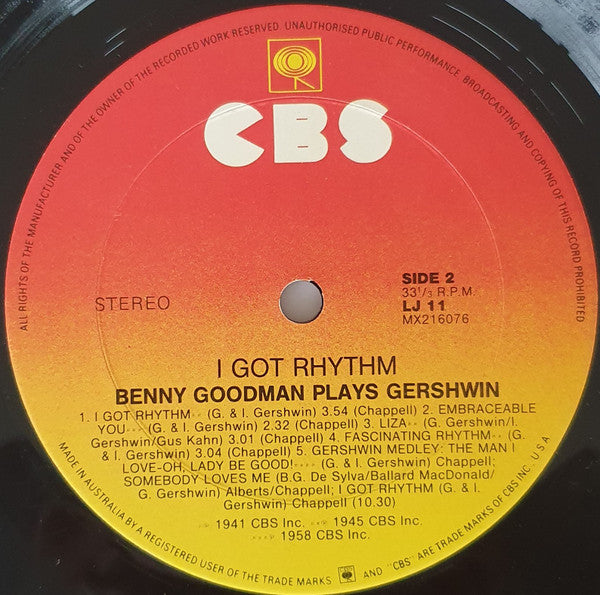 ALL RIGHTS OF THE MANUFACTURER AND OF THE OWNER OF THE RECORDED WORK RESERVED. UNAUTHORISED PUBLIC PERFORMANCE, BROADCASTING AND COPYING OF THIS RECORD PROHIBITED
CBS
SIDE 2
33 1/3 R.P.M.
STEREO
LJ 11
MX216076
I GOT RHYTHM
BENNY GOODMAN PLAYS GERSHWIN
1. I GOT RHYTHM·· (G. & I. Gershwin) 3.54 (Chappell) 2. EMBRACEABLE
YOU··· (G. & I. Gershwin) 2.32 (Chappell) 3. LIZA·· (G. Gershwin/I.
Gershwin/Gus Kahn) 3.01 (Chappell) 4. FASCINATING RHYTHM·· (G.
& I. Gershwin) 3.04 (Chappell) 5. GERSHWIN MEDLEY: THE MAN I
LOVE-OH, LADY BE GOOD!···· (G. & I. Gershwin) Chappell;
SOMEBODY LOVES ME (B.G. De Sylva/Ballard MacDonald/
G. Gershwin) Alberts/Chappell; I GOT RHYTHM (G. & I.
Gershwin) Chappell (10.30)
1941 CBS Inc. 1945 CBS Inc.
1958 CBS Inc.
MADE IN AUSTRALIA BY A REGISTERED USER OF THE TRADE MARKS AND "CBS" ARE TRADE MARKS OF CBS INC. U.S.A